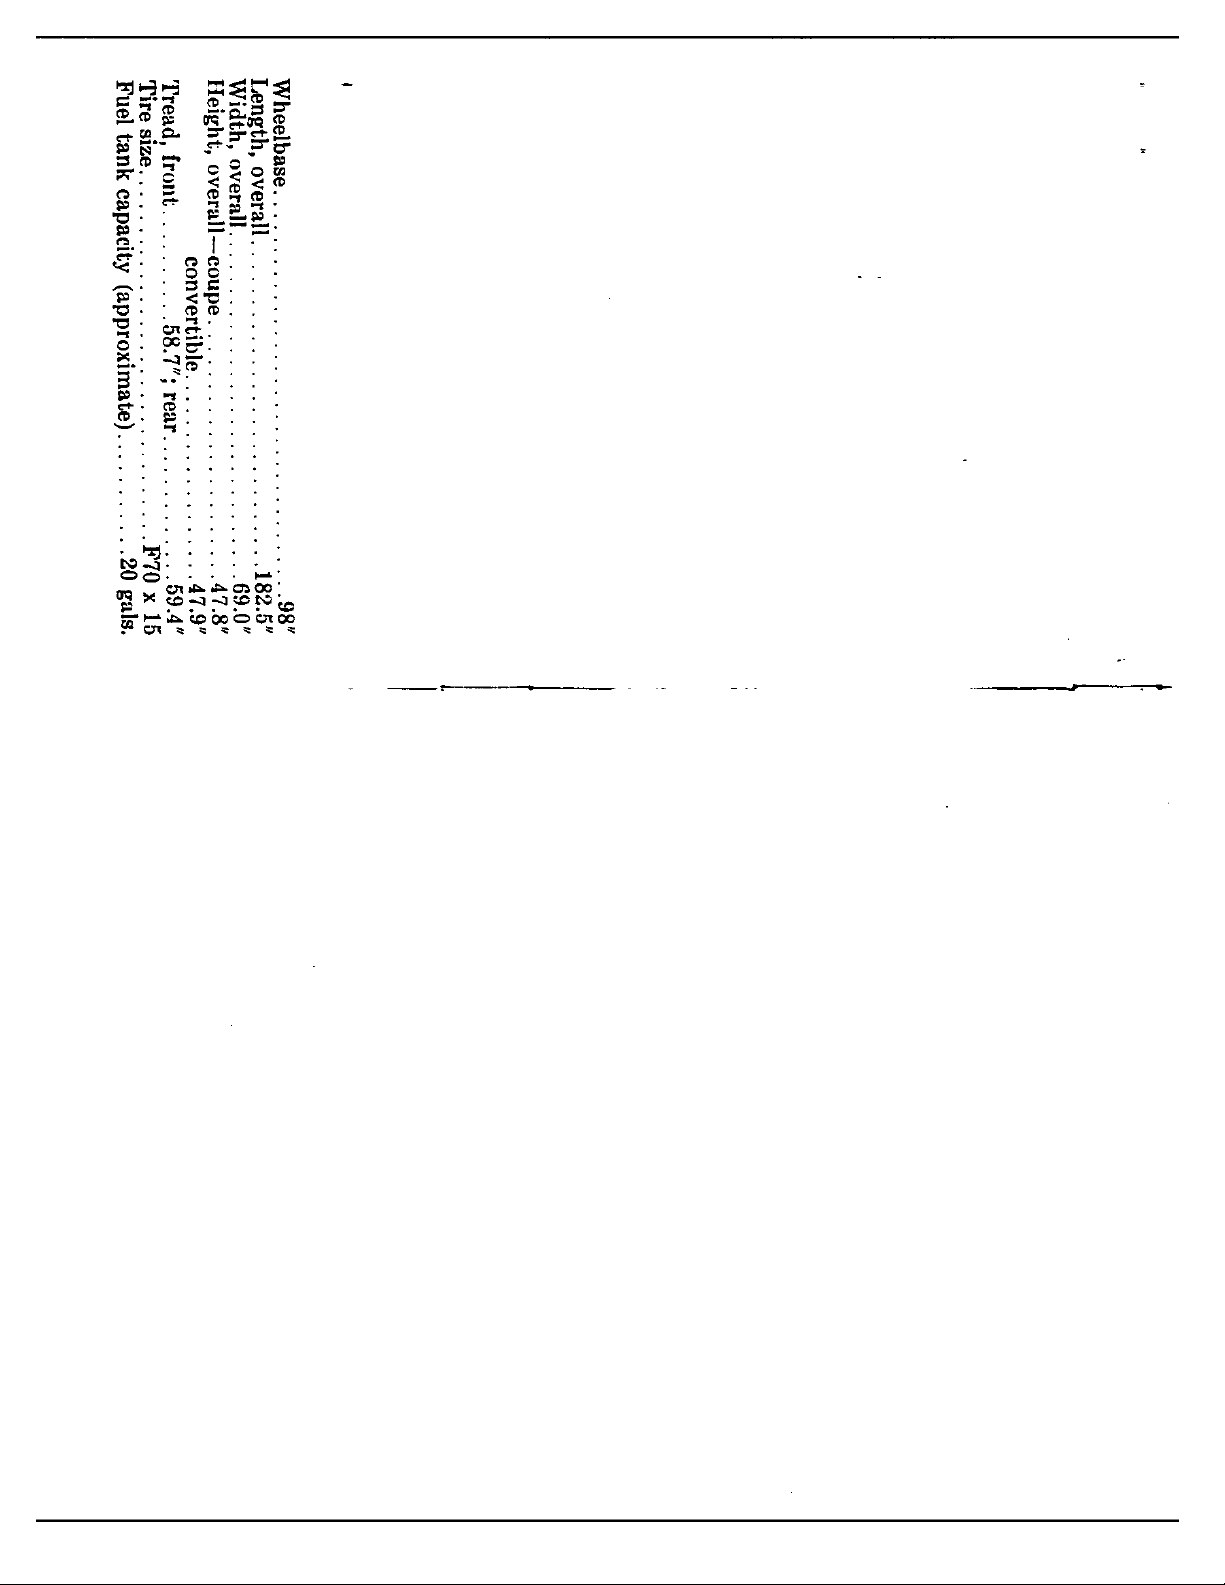 Wheelbase..............................98"
Length, overall........................182.5"
Width, overall.........................69.0"
Height, overall—coupe..................47.8"
convertible................47.9"
Tread, front.........58.7"; rear............59.4"
Tire size..............................F70 x 15
Fuel tank capacity (approximate).........20 gals.